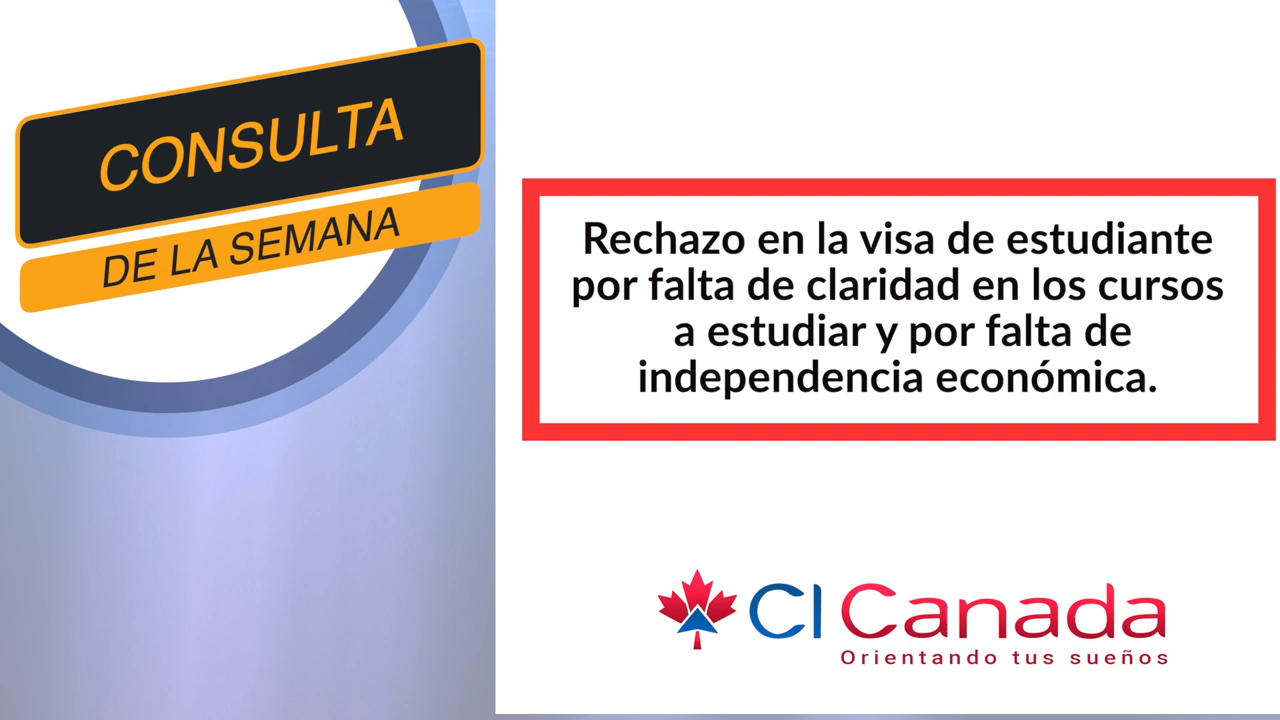 CONSULTA
DE LA SEMANA
Rechazo en la visa de estudiante
por falta de claridad en los cursos
a estudiar y por falta de
independencia económica.
CI Canada
Orientando tus sueños